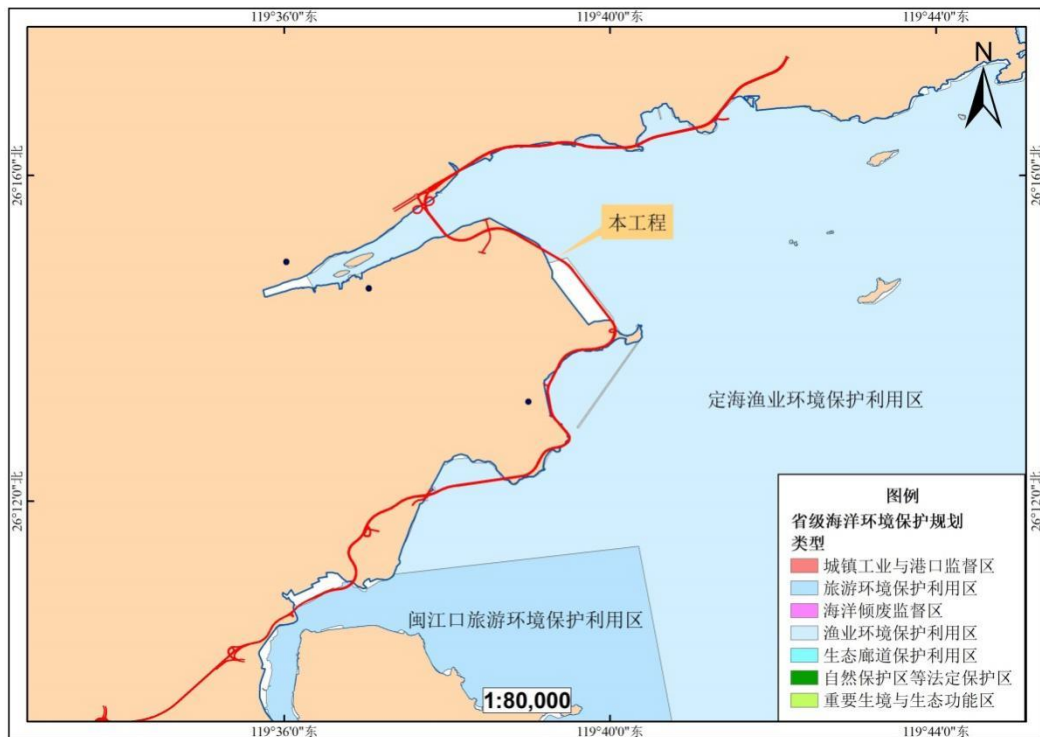 119°36'0"东
119°40'0"东
119°44'0"东
N
26°16'0"北
26°16'0"北
本工程
定海渔业环境保护利用区
26°12'0"北
26°12'0"北
图例
省级海洋环境保护规划
类型
城镇工业与港口监督区
旅游环境保护利用区
海洋倾废监督区
渔业环境保护利用区
生态廊道保护利用区
自然保护区等法定保护区
重要生境与生态功能区
闽江口旅游环境保护利用区
1:80,000
119°36'0"东
119°40'0"东
119°44'0"东